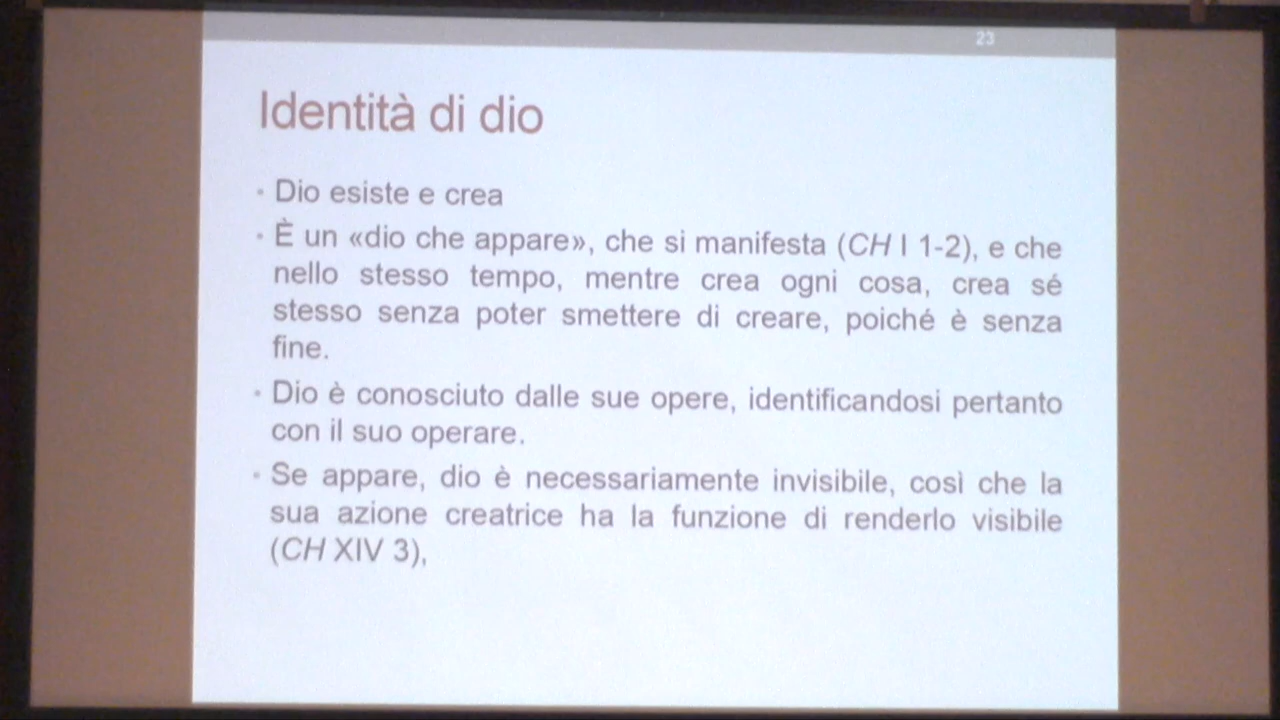 23
Identità di dio
• Dio esiste e crea
• È un «dio che appare», che si manifesta (CH I 1-2), e che
nello stesso tempo, mentre crea ogni cosa, crea sé
stesso senza poter smettere di creare, poiché è senza
fine.
• Dio è conosciuto dalle sue opere, identificandosi pertanto
con il suo operare.
• Se appare, dio è necessariamente invisibile, così che la
sua azione creatrice ha la funzione di renderlo visibile
(CH XIV 3),